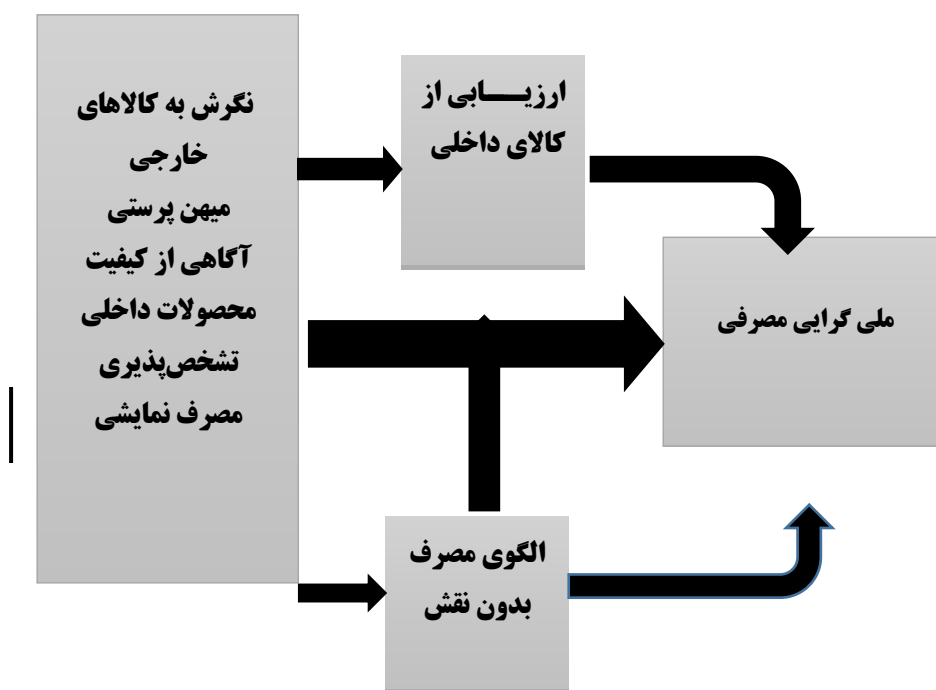 نگرش به کالاهای
خارجی
میهن پرستی
آگاهی از کیفیت
محصولات داخلی
تشخص‌پذیری
مصرف نمایشی
ارزیـــــابی از
کالای داخلی
ملی گرایی مصرفی
الگوی مصرف
بدون نقش